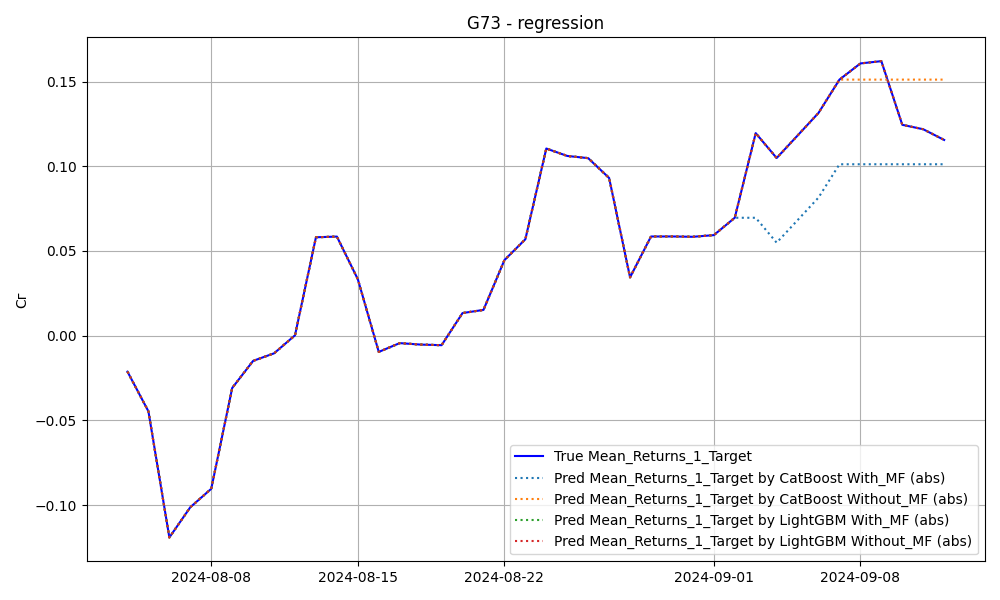 G73 - regression
Cr
0.15
0.10
0.05
0.00
−0.05
−0.10
True Mean_Returns_1_Target
Pred Mean_Returns_1_Target by CatBoost With_MF (abs)
Pred Mean_Returns_1_Target by CatBoost Without_MF (abs)
Pred Mean_Returns_1_Target by LightGBM With_MF (abs)
Pred Mean_Returns_1_Target by LightGBM Without_MF (abs)
2024-08-08
2024-08-15
2024-08-22
2024-09-01
2024-09-08